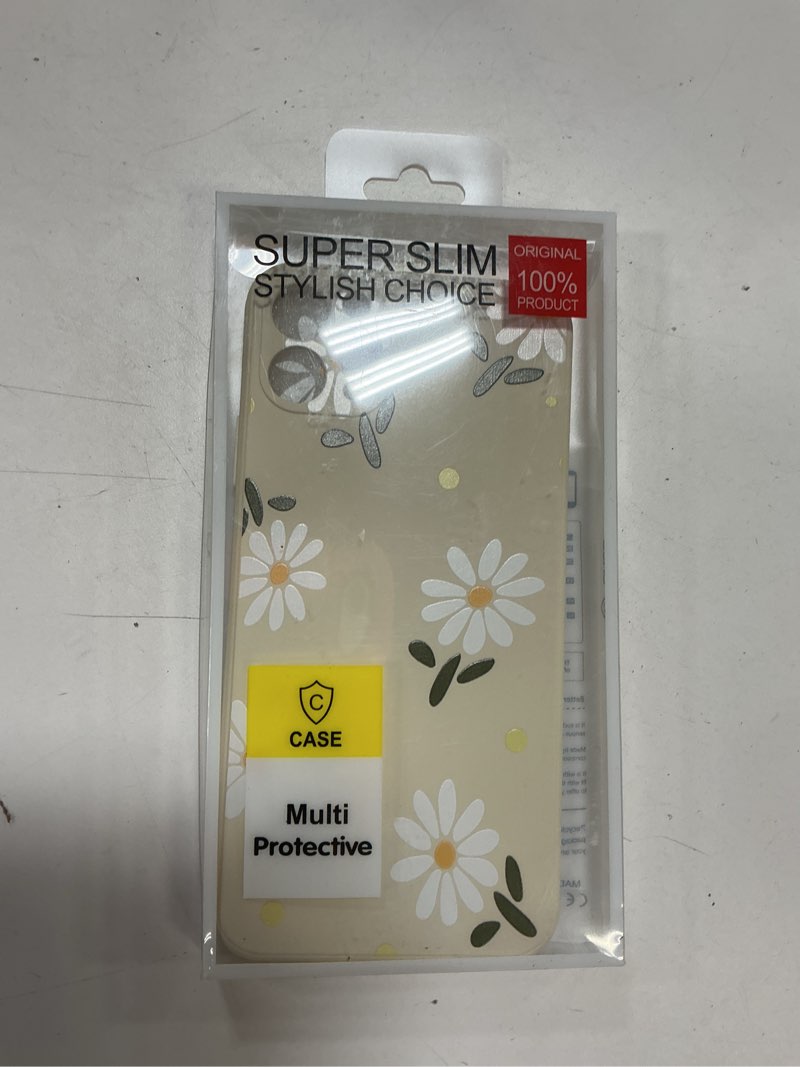 SUPER SLIM
STYLISH CHOICE
ORIGINAL
100%
PRODUCT
C
CASE
Multi
Protective